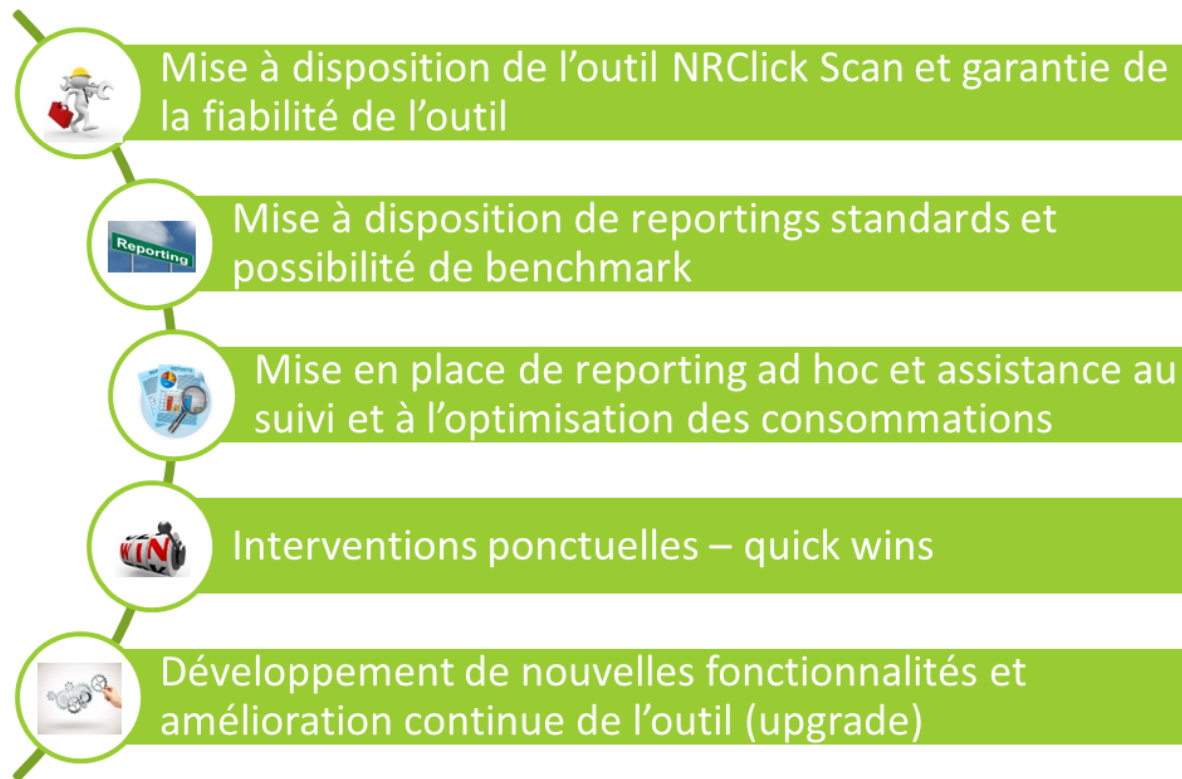 Mise à disposition de l’outil NRClick Scan et garantie de
la fiabilité de l’outil
Reporting
Mise à disposition de reportings standards et
possibilité de benchmark
REPORTS
Mise en place de reporting ad hoc et assistance au
suivi et à l’optimisation des consommations
WIN
Interventions ponctuelles – quick wins
Développement de nouvelles fonctionnalités et
amélioration continue de l’outil (upgrade)